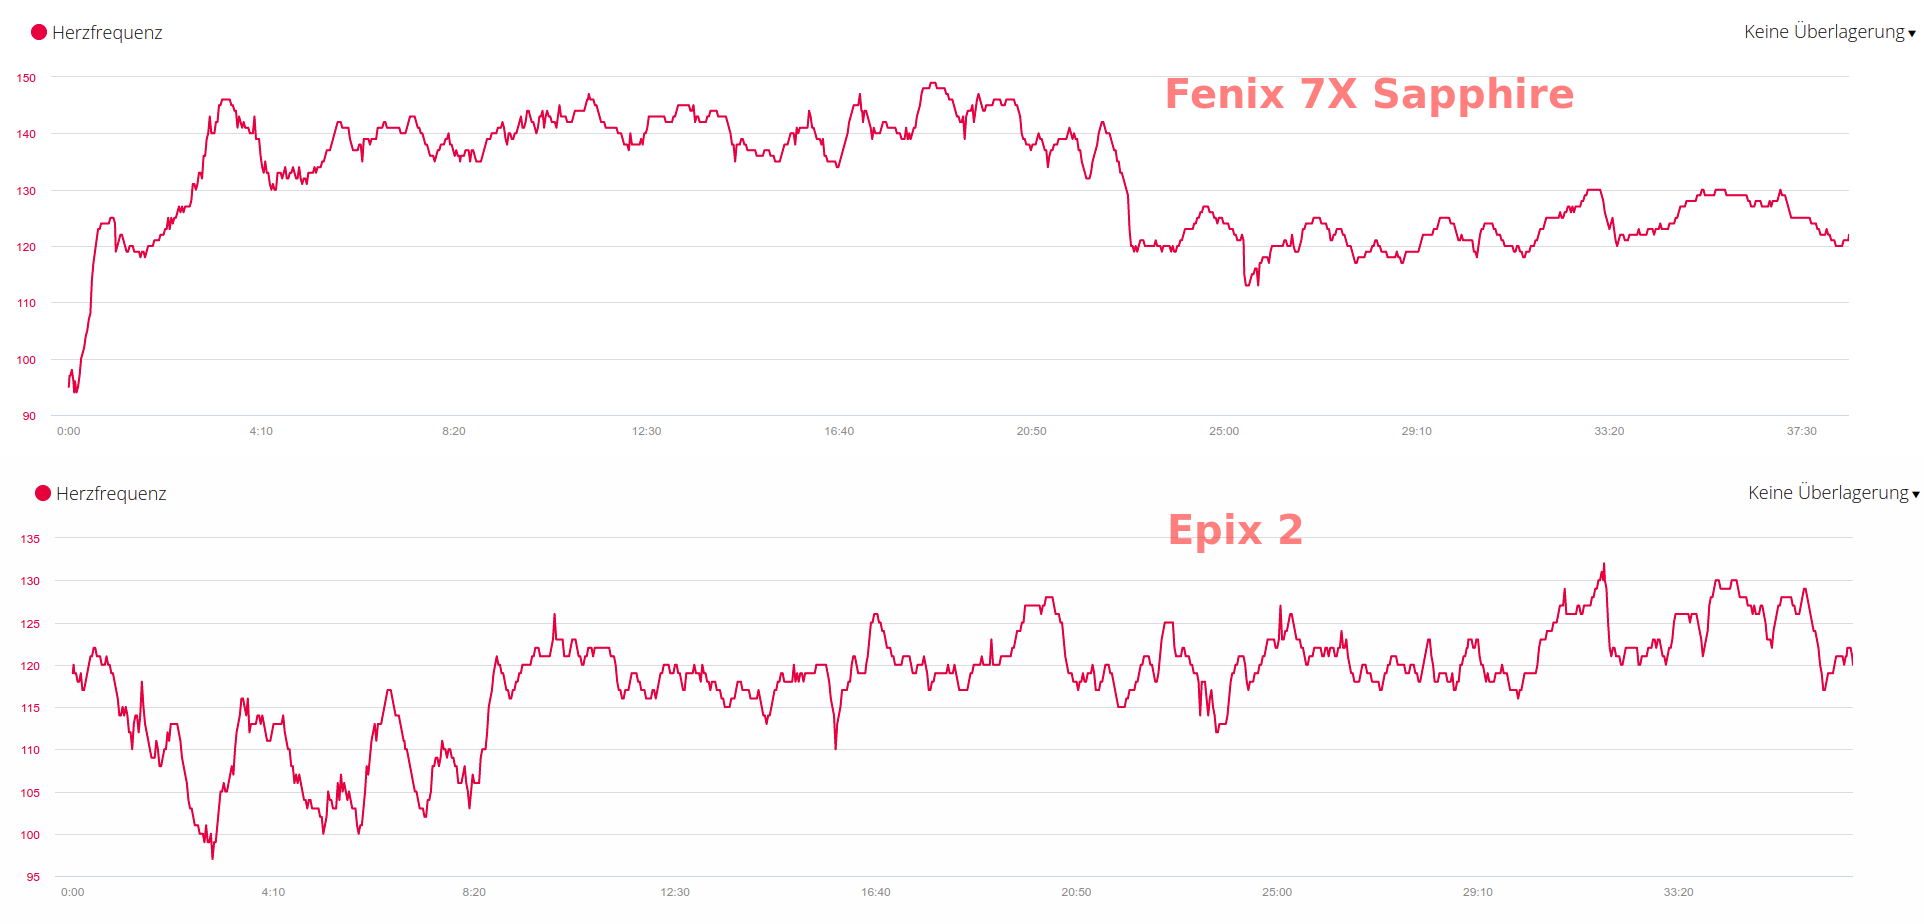 Herzfrequenz
Keine Überlagerung ▾
Fenix 7X Sapphire
150
140
130
120
110
100
90
0:00 4:10 8:20 12:30 16:40 20:50 25:00 29:10 33:20 37:30
Herzfrequenz
Keine Überlagerung ▾
Epix 2
135
130
125
120
115
110
105
100
95
0:00 4:10 8:20 12:30 16:40 20:50 25:00 29:10 33:20